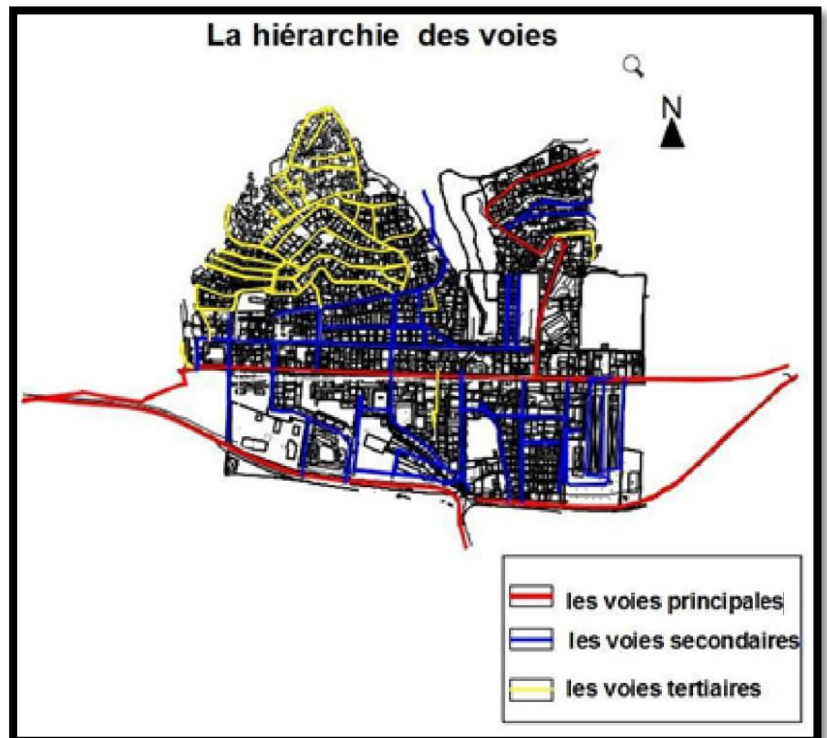 La hiérarchie des voies
N
les voies principales
les voies secondaires
les voies tertiaires